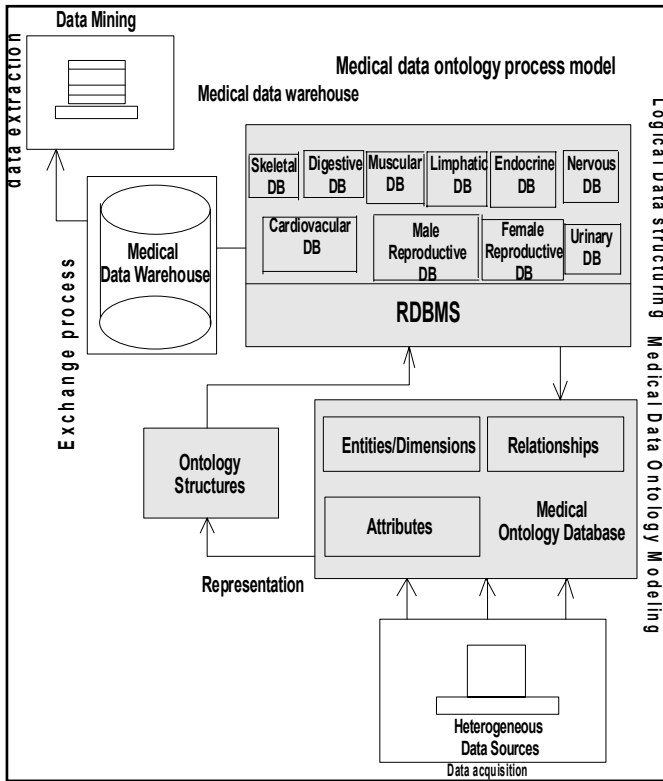 Data Mining
data extraction
Medical data ontology process model
Medical data warehouse
Skeletal
DB
Digestive
DB
Muscular
DB
Limphatic
DB
Endocrine
DB
Nervous
DB
Cardiovacular
DB
Male
Reproductive
DB
Female
Reproductive
DB
Urinary
DB
RDBMS
Logical Data structuring
Medical
Data Warehouse
Exchange process
Ontology
Structures
Entities/Dimensions
Relationships
Attributes
Medical
Ontology Database
Medical Data Ontology Modeling
Representation
Heterogeneous
Data Sources
Data acquisition